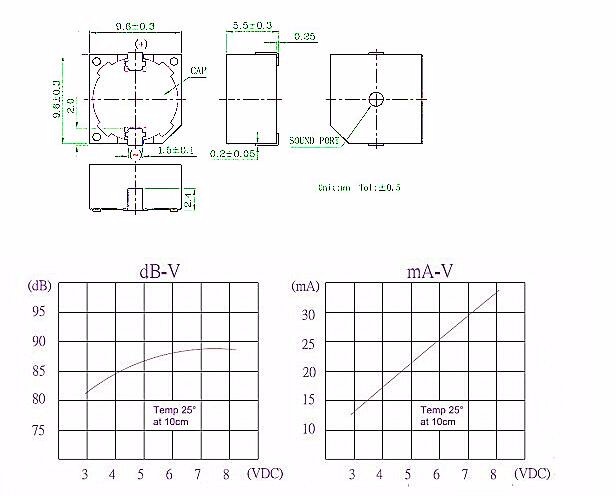 9.6±0.3
5.5±0.3
(+)
0.25
CAP
9.6±0.3
2.0
SOUND PORT
(-)
1.5±0.1
0.2±0.05
2.4
Unit:mm Tol:±0.5
dB-V
(dB)
95
90
85
80
75
Temp 25°
at 10cm
3 4 5 6 7 8 (VDC)
mA-V
(mA)
30
25
20
15
10
Temp 25°
at 10cm
3 4 5 6 7 8 (VDC)